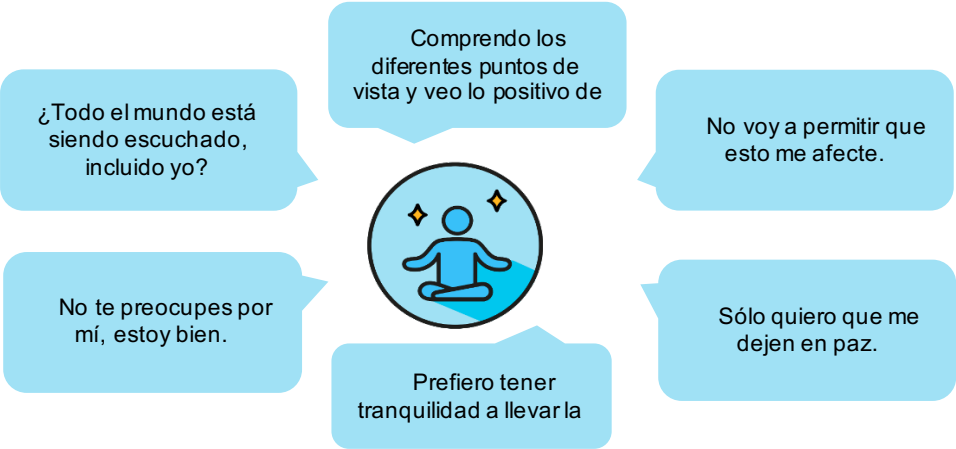 Comprendo los
diferentes puntos de
vista y veo lo positivo de
¿Todo el mundo está
siendo escuchado,
incluido yo?
No voy a permitir que
esto me afecte.
No te preocupes por
mí, estoy bien.
Sólo quiero que me
dejen en paz.
Prefiero tener
tranquilidad a llevar la